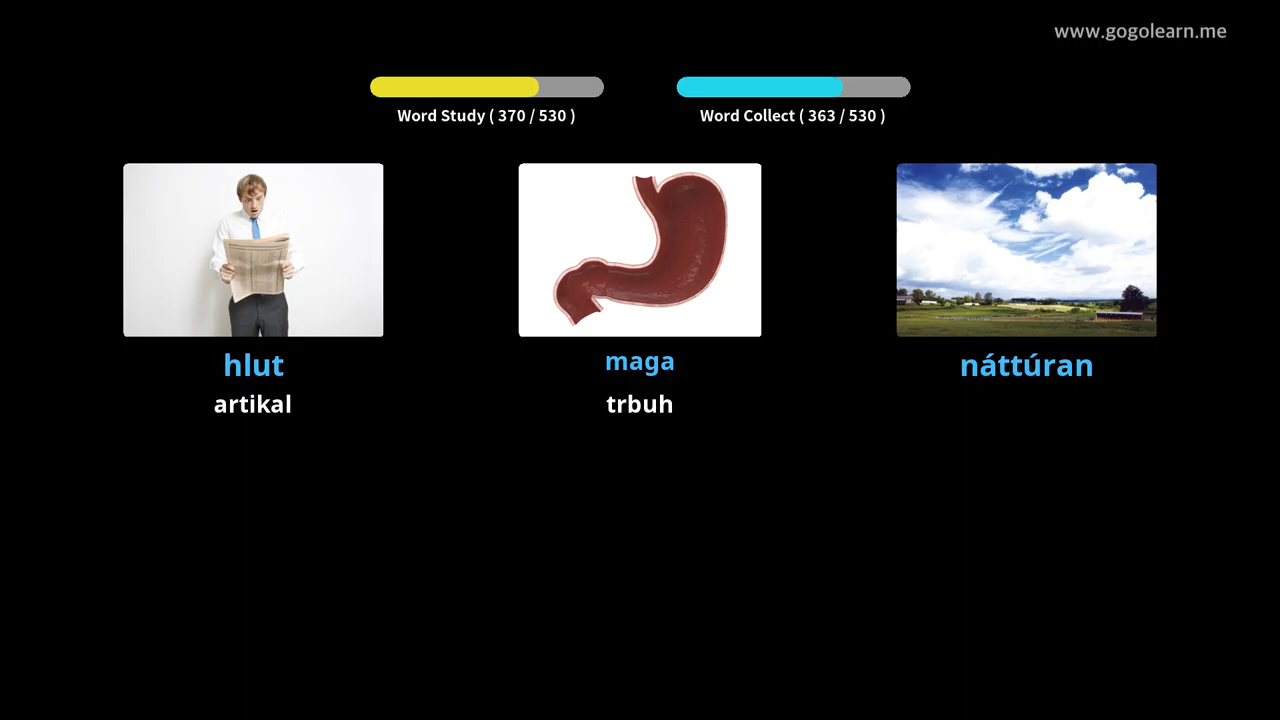 www.gogolearn.me
Word Study ( 370 / 530 )
Word Collect ( 363 / 530 )
hlut
maga
náttúran
artikal
trbuh